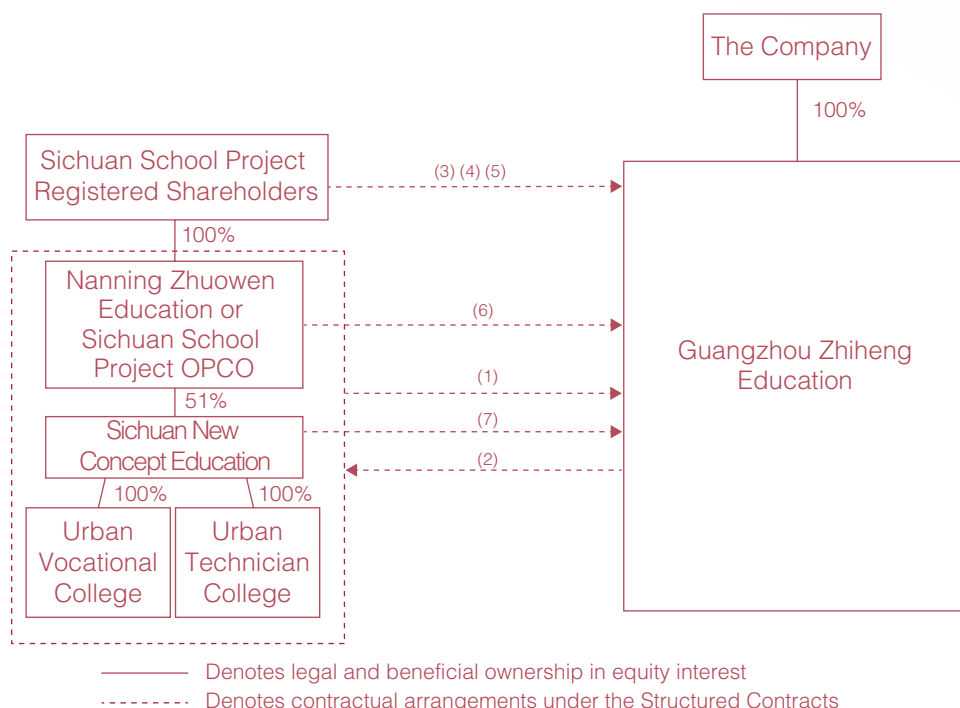 The Company
100%
Sichuan School Project
Registered Shareholders
(3) (4) (5)
100%
Nanning Zhuowen
Education or
Sichuan School
Project OPCO
(6)
Guangzhou Zhiheng
Education
(1)
51%
Sichuan New
Concept Education
(7)
(2)
100%
100%
Urban
Vocational
College
Urban
Technician
College
Denotes legal and beneficial ownership in equity interest
Denotes contractual arrangements under the Structured Contracts